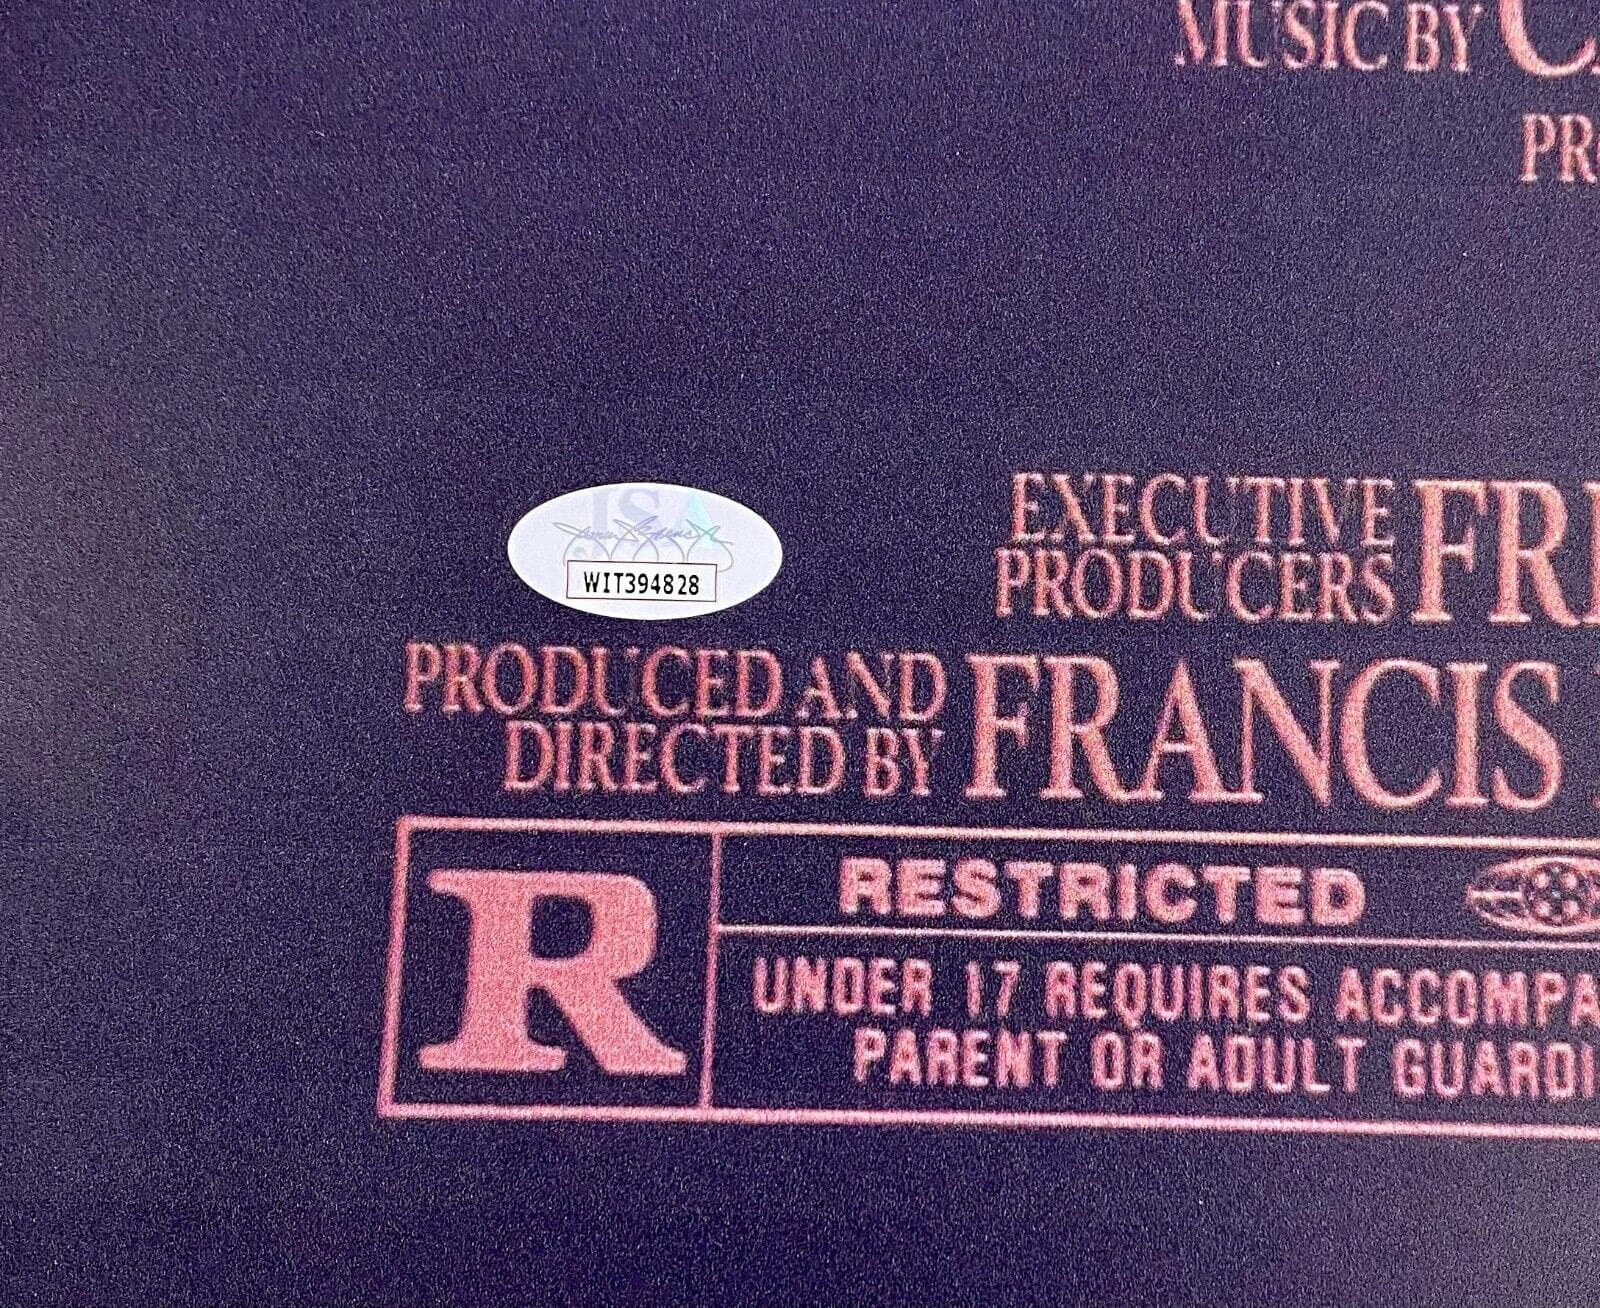 MUSIC BY
EXECUTIVE
PRODUCERS
JSA
WIT394828
PRODUCED AND
DIRECTED BY FRANCIS
R
RESTRICTED
UNDER 17 REQUIRES ACCOMPA
PARENT OR ADULT GUARDI